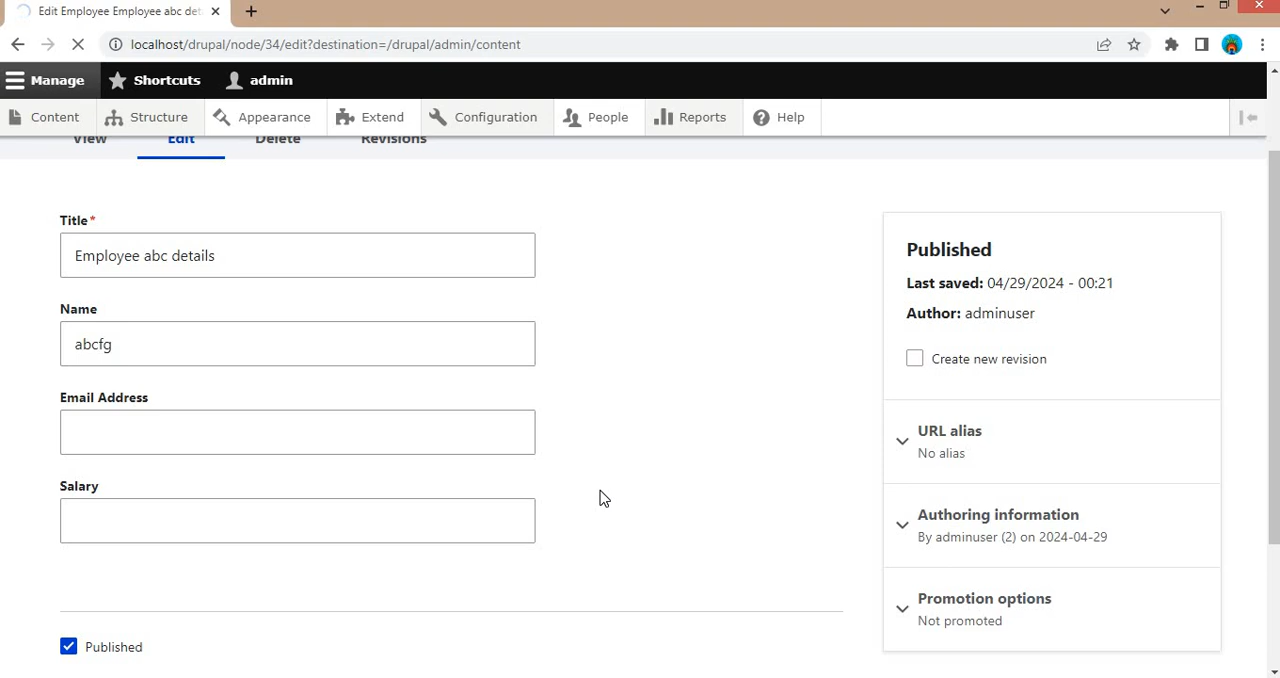 Edit Employee Employee abc det
localhost/drupal/node/34/edit?destination=/drupal/admin/content
Manage Shortcuts admin
Content Structure Appearance Extend Configuration People Reports Help
View Edit Delete Revisions
Title*
Employee abc details
Name
abcfg
Email Address
Salary
Published
Published
Last saved: 04/29/2024 - 00:21
Author: adminuser
Create new revision
URL alias
No alias
Authoring information
By adminuser (2) on 2024-04-29
Promotion options
Not promoted